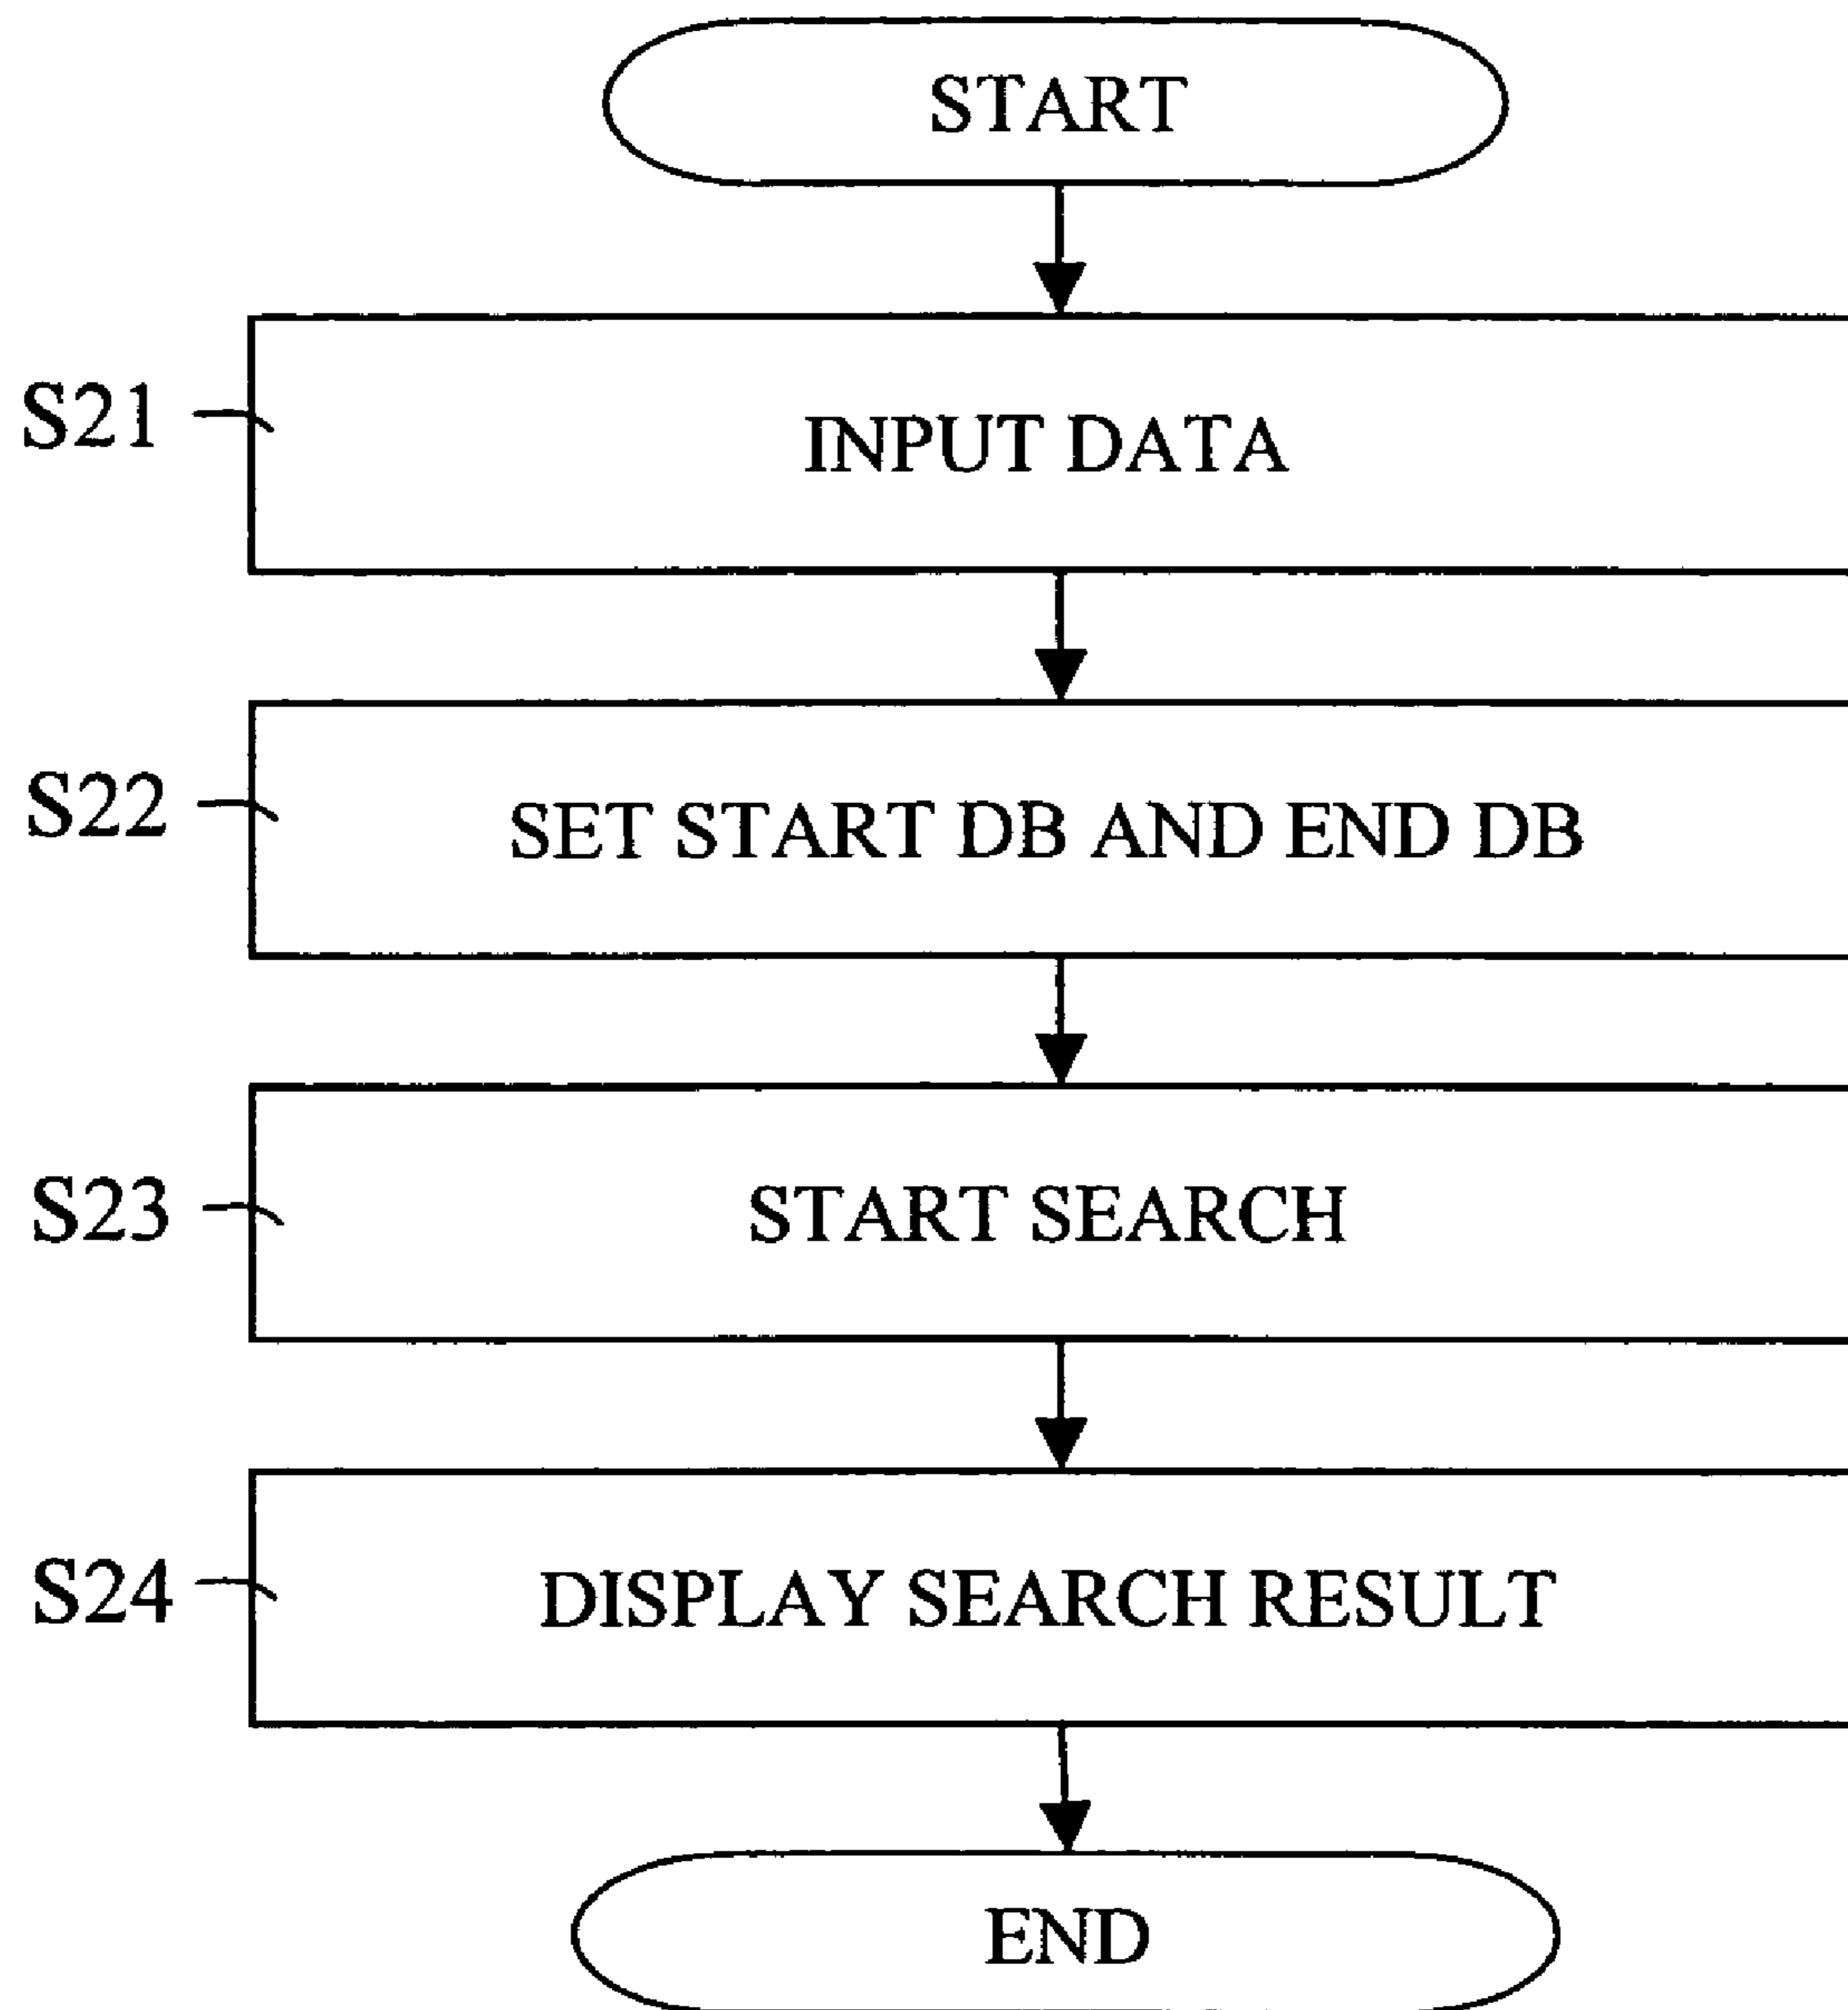 START
S21
INPUT DATA
S22
SET START DB AND END DB
S23
START SEARCH
S24
DISPLAY SEARCH RESULT
END